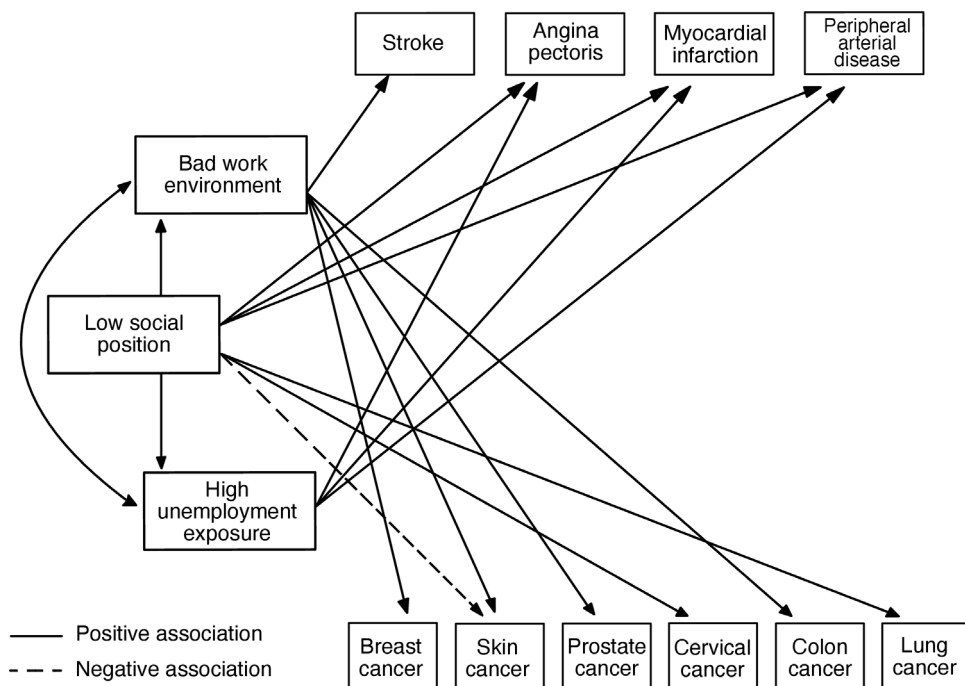 Stroke
Angina
pectoris
Myocardial
infarction
Peripheral
arterial
disease
Bad work
environment
Low social
position
High
unemployment
exposure
Positive association
Negative association
Breast
cancer
Skin
cancer
Prostate
cancer
Cervical
cancer
Colon
cancer
Lung
cancer